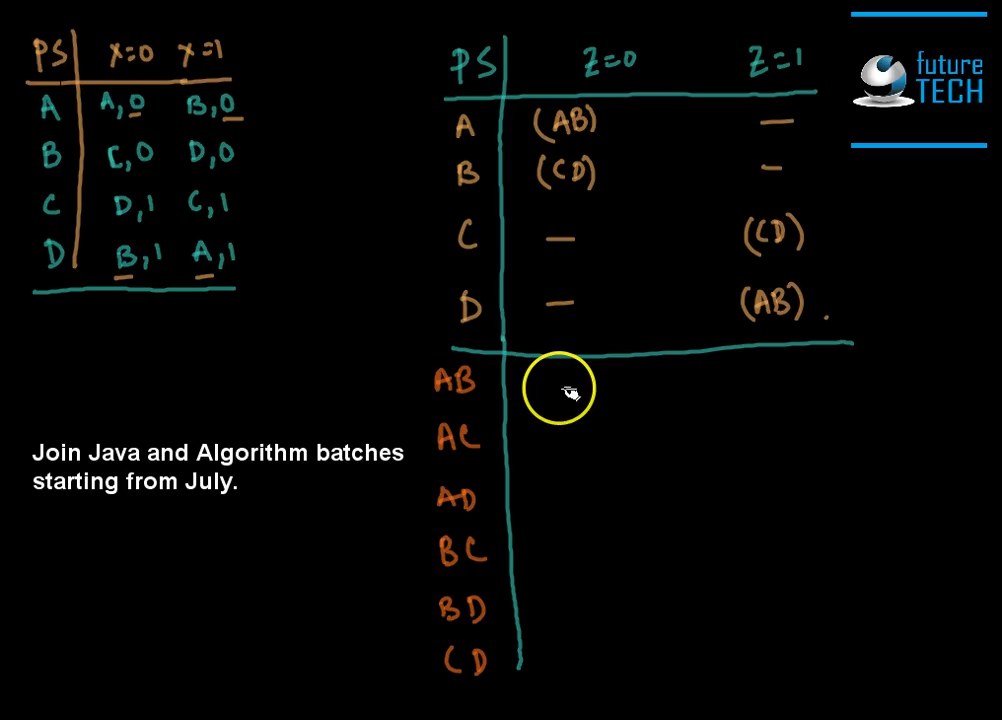 PS x=0 x=1
A A,0 B,0
B C,0 D,0
C D,1 C,1
D B,1 A,1
Join Java and Algorithm batches
starting from July.
PS Z=0 Z=1
A (AB) —
B (CD) -
C — (CD)
D — (AB) .
AB
AC
AD
BC
BD
CD
future
TECH